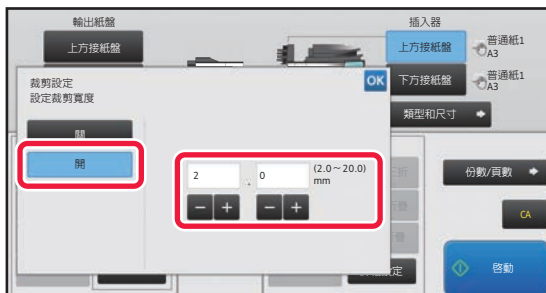 輸出紙盤
插入器
上方接紙盤
上方接紙盤
普通紙1
A3
裁剪設定
設定裁剪寬度
OK
下方接紙盤
普通紙1
A3
類型和尺寸
關
開
2 . 0
(2.0～20.0)
mm
份數/頁數
CA
啓動